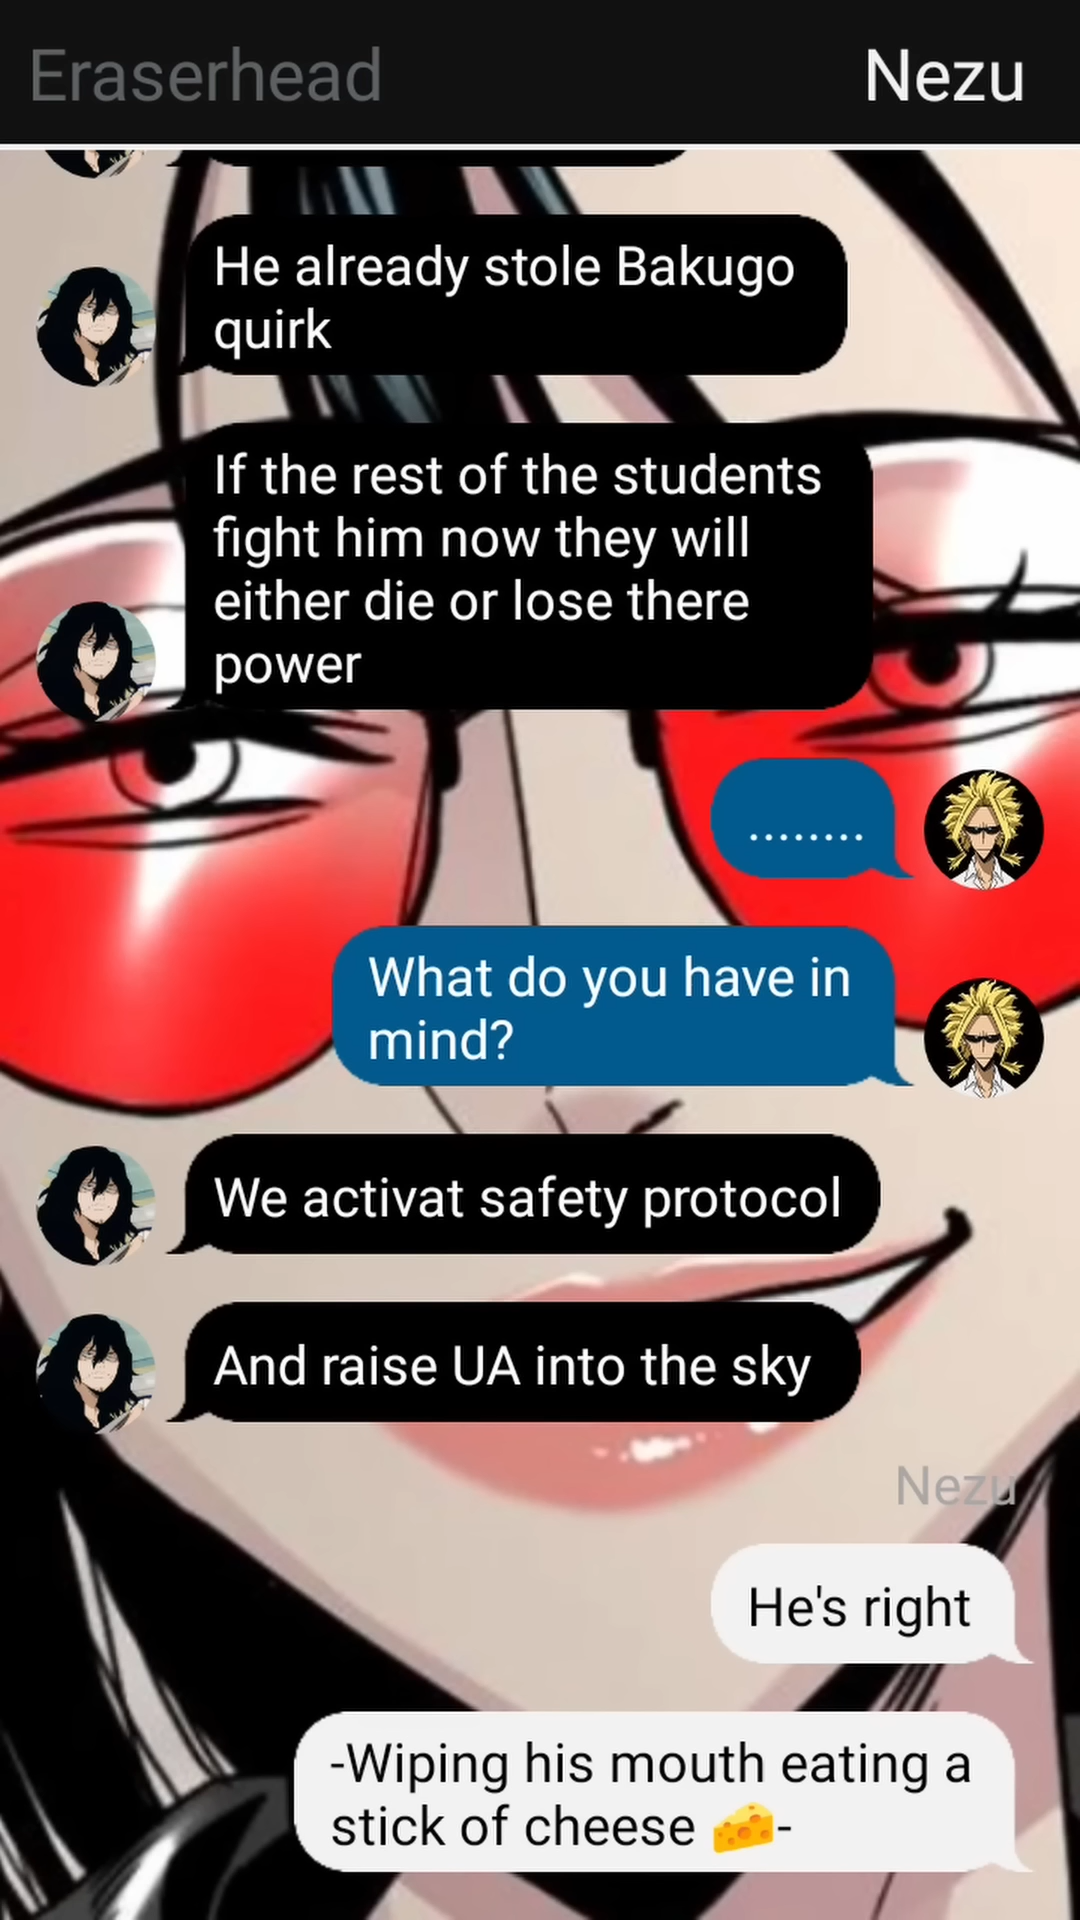 Eraserhead
Nezu
He already stole Bakugo
quirk
If the rest of the students
fight him now they will
either die or lose there
power
........
What do you have in
mind?
We activat safety protocol
And raise UA into the sky
Nezu
He's right
-Wiping his mouth eating a
stick of cheese 🧀-